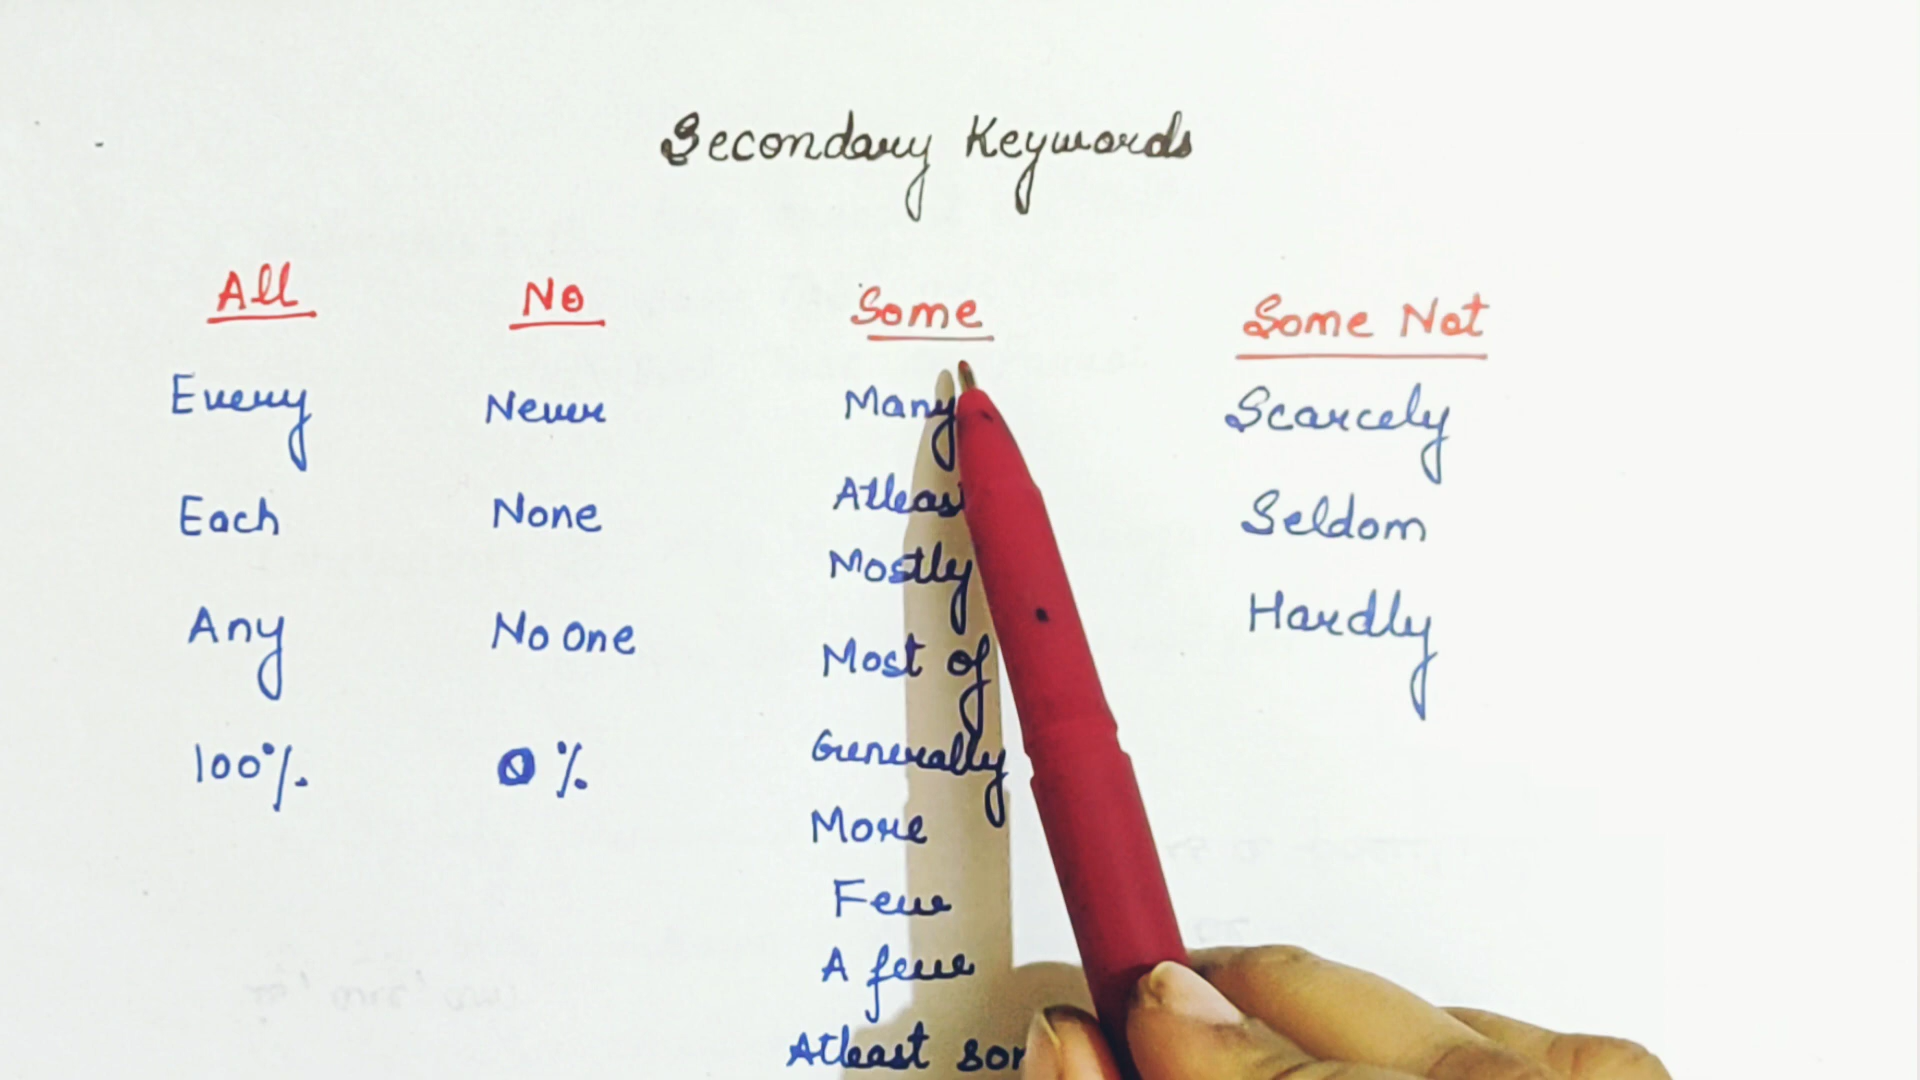 Secondary Keywords
All No Some Some Not
Every Never Many Scarcely
Each None Seldom
Mostly
Any No one Most of Hardly
100% 0% Generally
More
Few
A few
Atleast